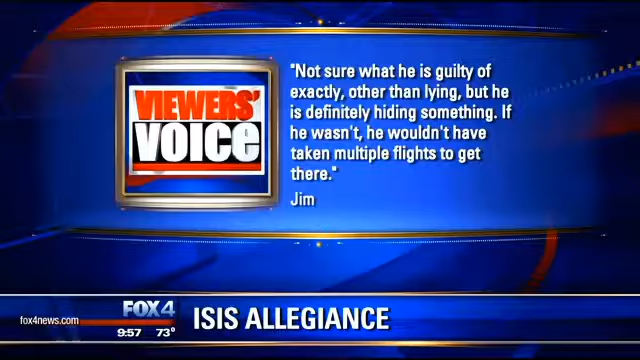 VIEWERS'
VOICE
"Not sure what he is guilty of
exactly, other than lying, but he
is definitely hiding something. If
he wasn't, he wouldn't have
taken multiple flights to get
there."
Jim
fox4news.com
FOX 4
9:57 73°
ISIS ALLEGIANCE